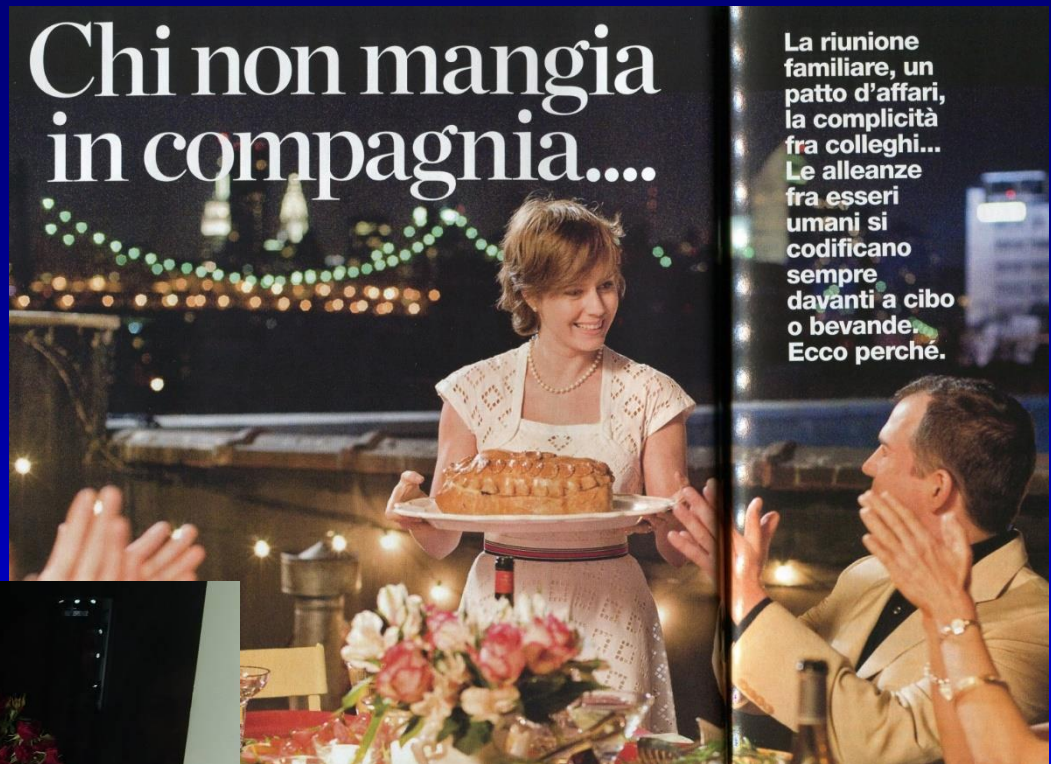 Chi non mangia
in compagnia....
La riunione
familiare, un
patto d'affari,
la complicità
fra colleghi...
Le alleanze
fra esseri
umani si
codificano
sempre
davanti a cibo
o bevande.
Ecco perché.